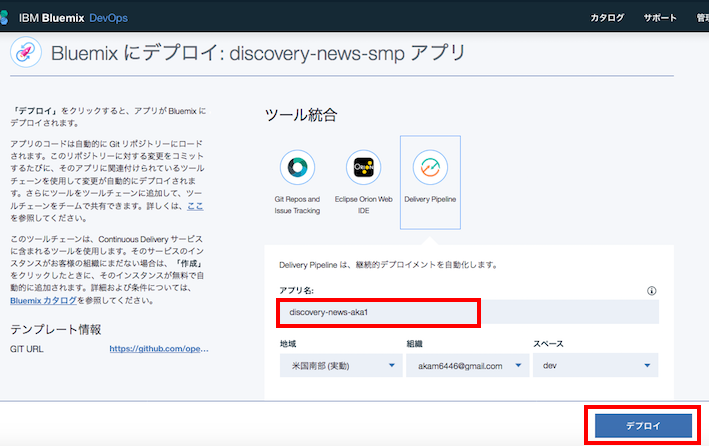 IBM Bluemix DevOps
カタログ サポート 管理
Bluemix にデプロイ: discovery-news-smp アプリ
「デプロイ」をクリックすると、アプリが Bluemix に
デプロイされます。
アプリのコードは自動的に Git リポジトリーにロード
されます。このリポジトリーに対する変更をコミット
するたびに、そのアプリに関連付けられているツール
チェーンを使用して変更が自動的にデプロイされま
す。さらにツールをツールチェーンに追加して、ツー
ルチェーンをチームで共有できます。詳しくは、ここ
を参照してください。
このツールチェーンは、Continuous Delivery サービス
に含まれるツールを使用します。そのサービスのイン
スタンスがお客様の組織にまだない場合は、「作成」
をクリックしたときに、そのインスタンスが無料で自
動的に追加されます。詳細および条件については、
Bluemix カタログを参照してください。
テンプレート情報
GIT URL https://github.com/ope...
ツール統合
Git Repos and
Issue Tracking
ORION
Eclipse Orion Web
IDE
Delivery Pipeline
Delivery Pipeline は、継続的デプロイメントを自動化します。
アプリ名:
discovery-news-aka1
地域 組織 スペース
米国南部 (実動) akam6446@gmail.com dev
デプロイ